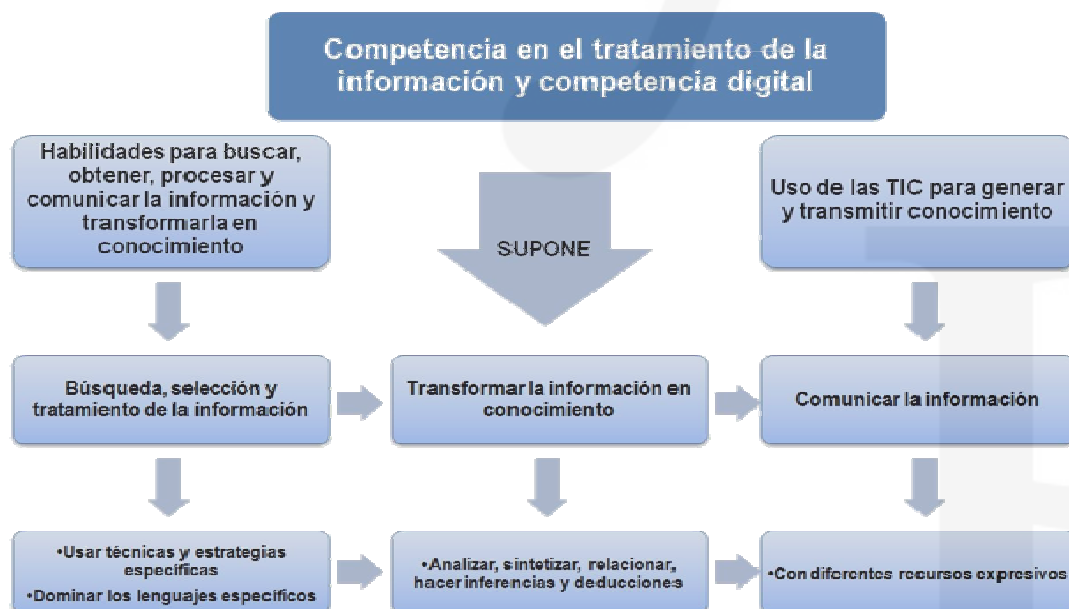 Competencia en el tratamiento de la
información y competencia digital
Habilidades para buscar,
obtener, procesar y
comunicar la información y
transformarla en
conocimiento
SUPONE
Uso de las TIC para generar
y transmitir conocimiento
Búsqueda, selección y
tratamiento de la información
Transformar la información en
conocimiento
Comunicar la información
•Usar técnicas y estrategias
específicas
•Dominar los lenguajes específicos
•Analizar, sintetizar, relacionar,
hacer inferencias y deducciones
•Con diferentes recursos expresivos